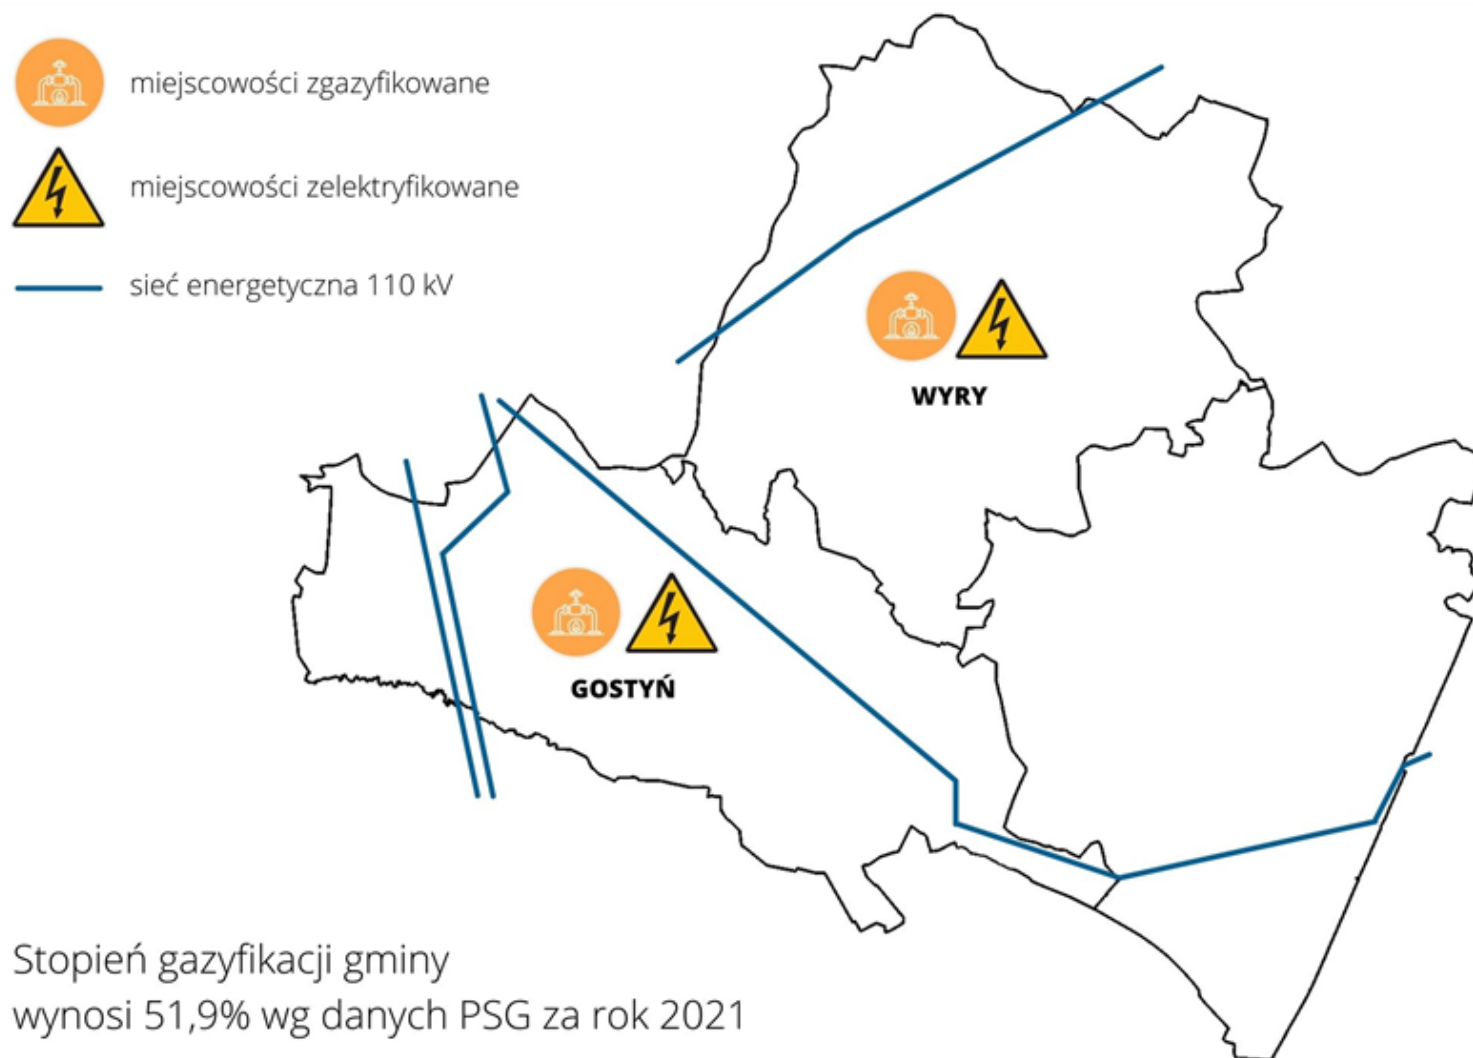 miejscowości zgazyfikowane
miejscowości zelektryfikowane
sieć energetyczna 110 kV
WYRY
GOSTYŃ
Stopień gazyfikacji gminy
wynosi 51,9% wg danych PSG za rok 2021